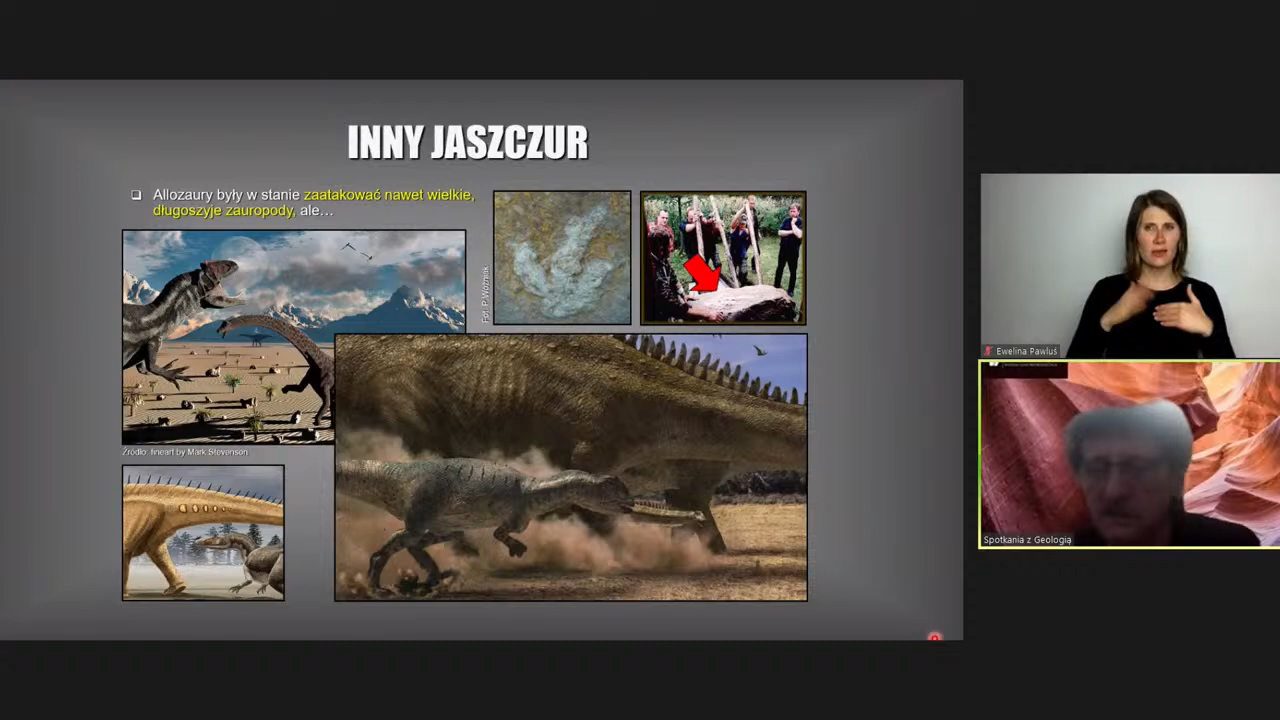 INNY JASZCZUR
❑ Allozaury były w stanie zaatakować nawet wielkie,
długoszyje zauropody, ale...
Fot. P.Woźniak
Źródło: fineart by Mark Stevenson
Ewelina Pawluś
Spotkania z Geologią